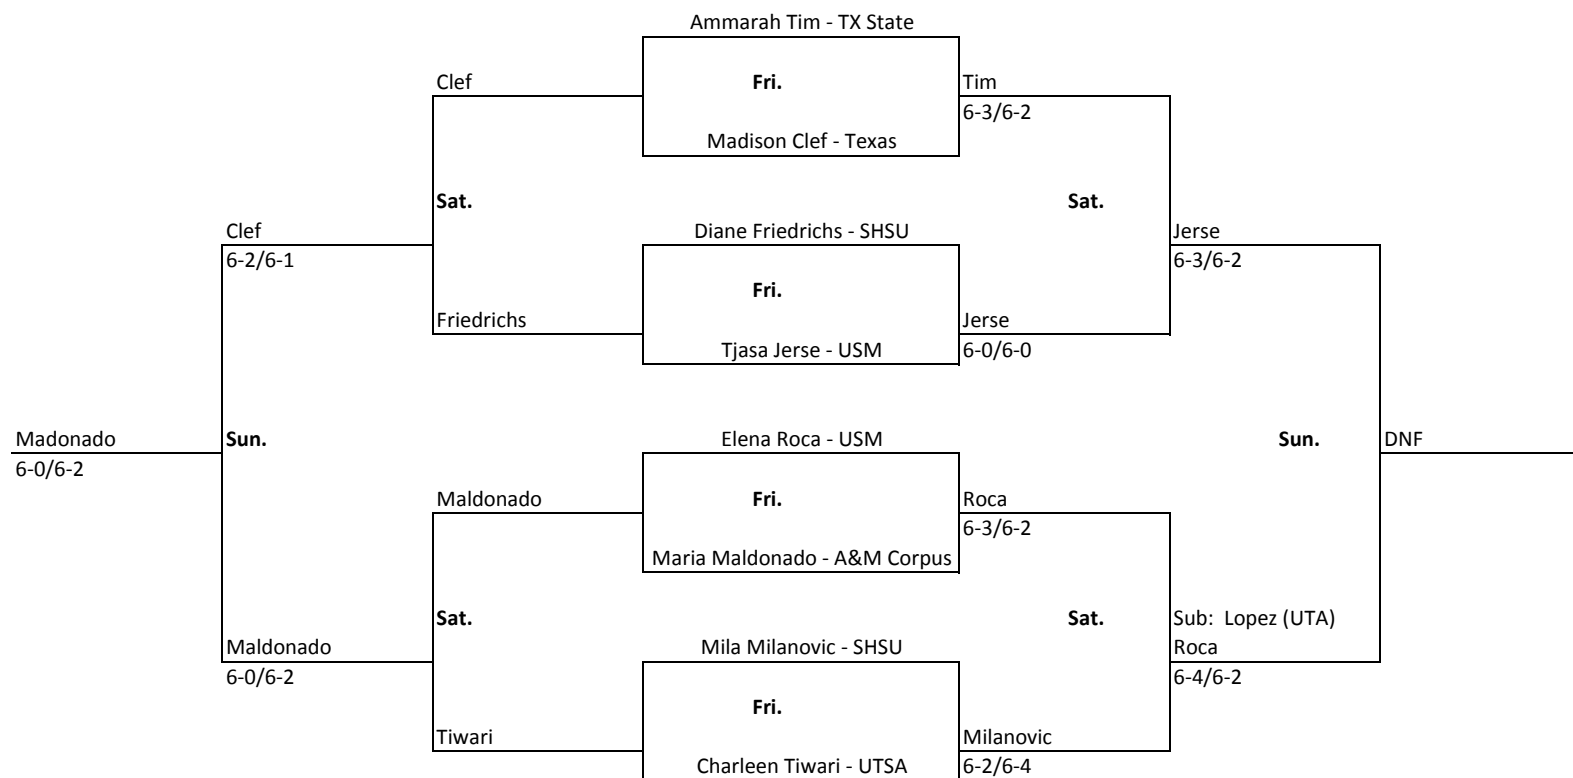 Ammarah Tim - TX State
Clef
Fri.
Tim
6-3/6-2
Madison Clef - Texas
Sat.
Sat.
Clef
Diane Friedrichs - SHSU
Jerse
6-2/6-1
6-3/6-2
Fri.
Friedrichs
Jerse
Tjasa Jerse - USM
6-0/6-0
Madonado
Sun.
Elena Roca - USM
Sun.
DNF
6-0/6-2
Maldonado
Fri.
Roca
6-3/6-2
Maria Maldonado - A&M Corpus
Sat.
Sat.
Sub:  Lopez (UTA)
Maldonado
Mila Milanovic - SHSU
Roca
6-0/6-2
6-4/6-2
Fri.
Tiwari
Milanovic
Charleen Tiwari - UTSA
6-2/6-4